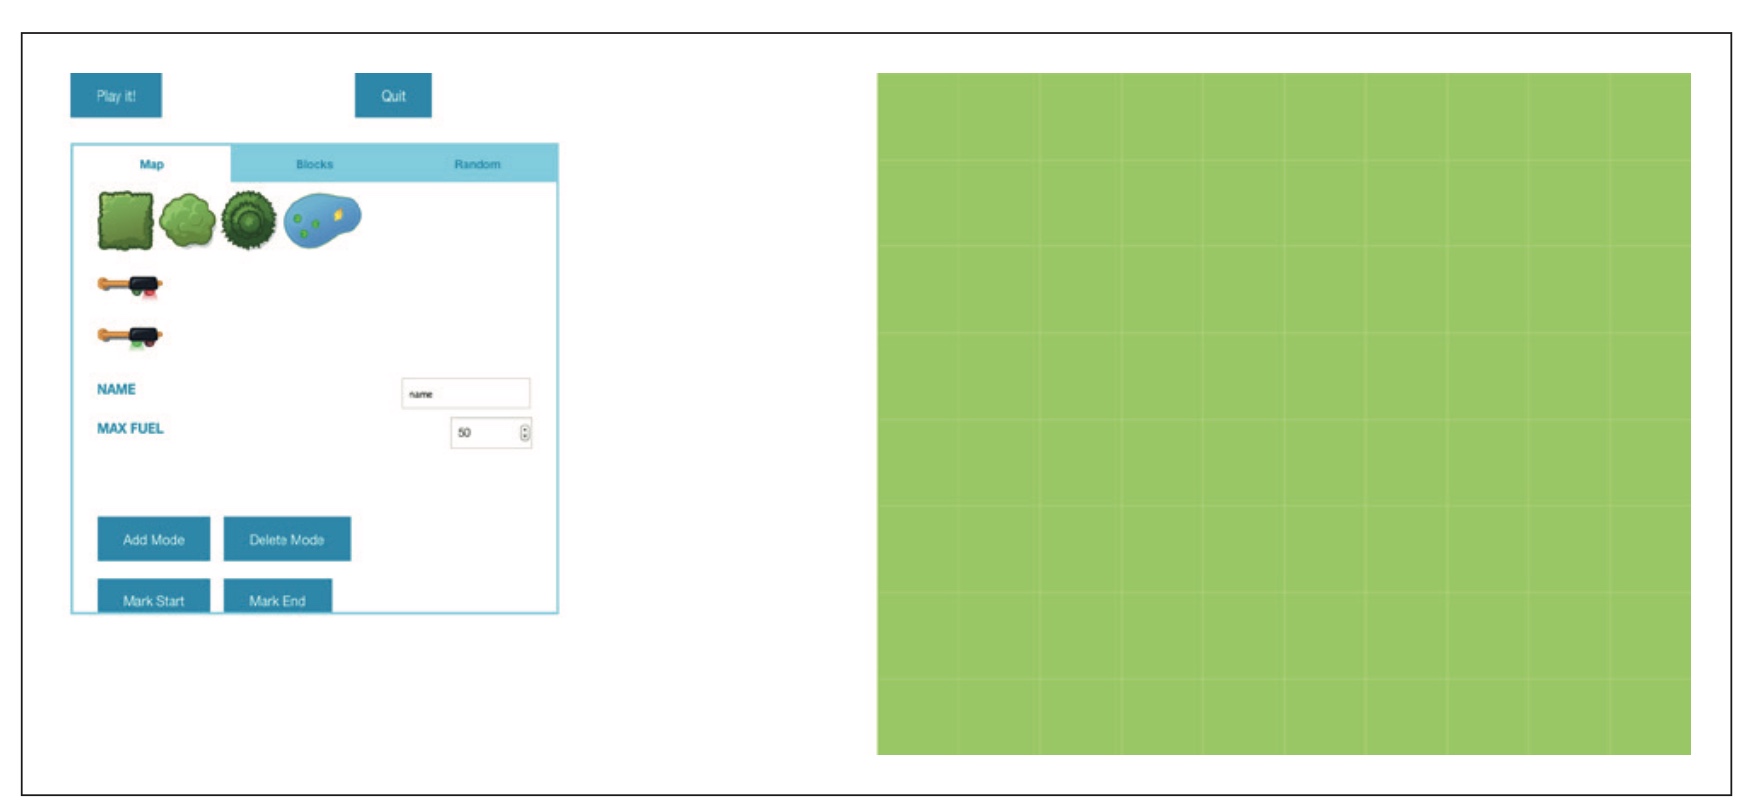 Play it! Quit
Map Blocks Random
NAME name
MAX FUEL 50
Add Mode Delete Mode
Mark Start Mark End